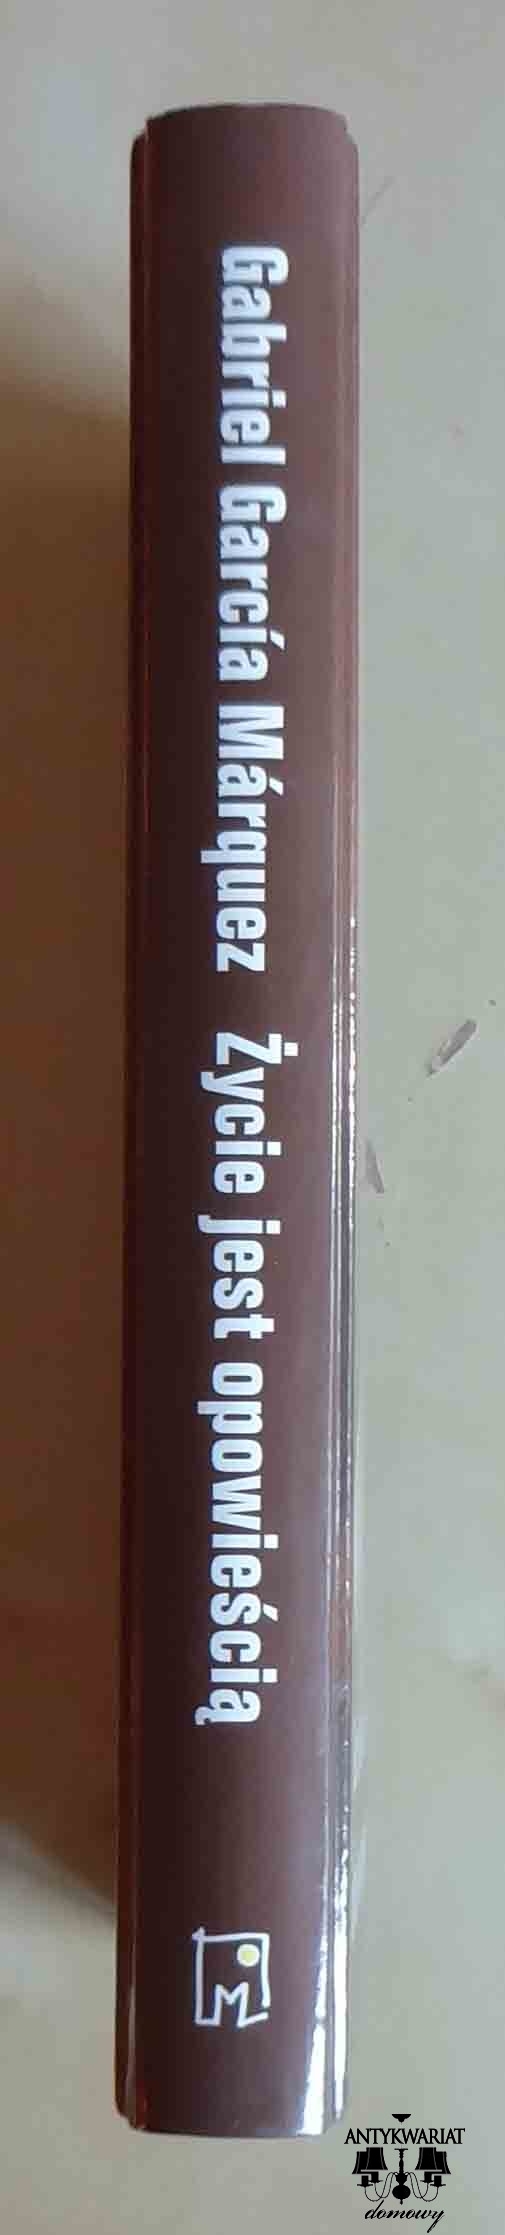 Gabriel García Márquez Życie jest opowieścią
ANTYKWARIAT
domowy